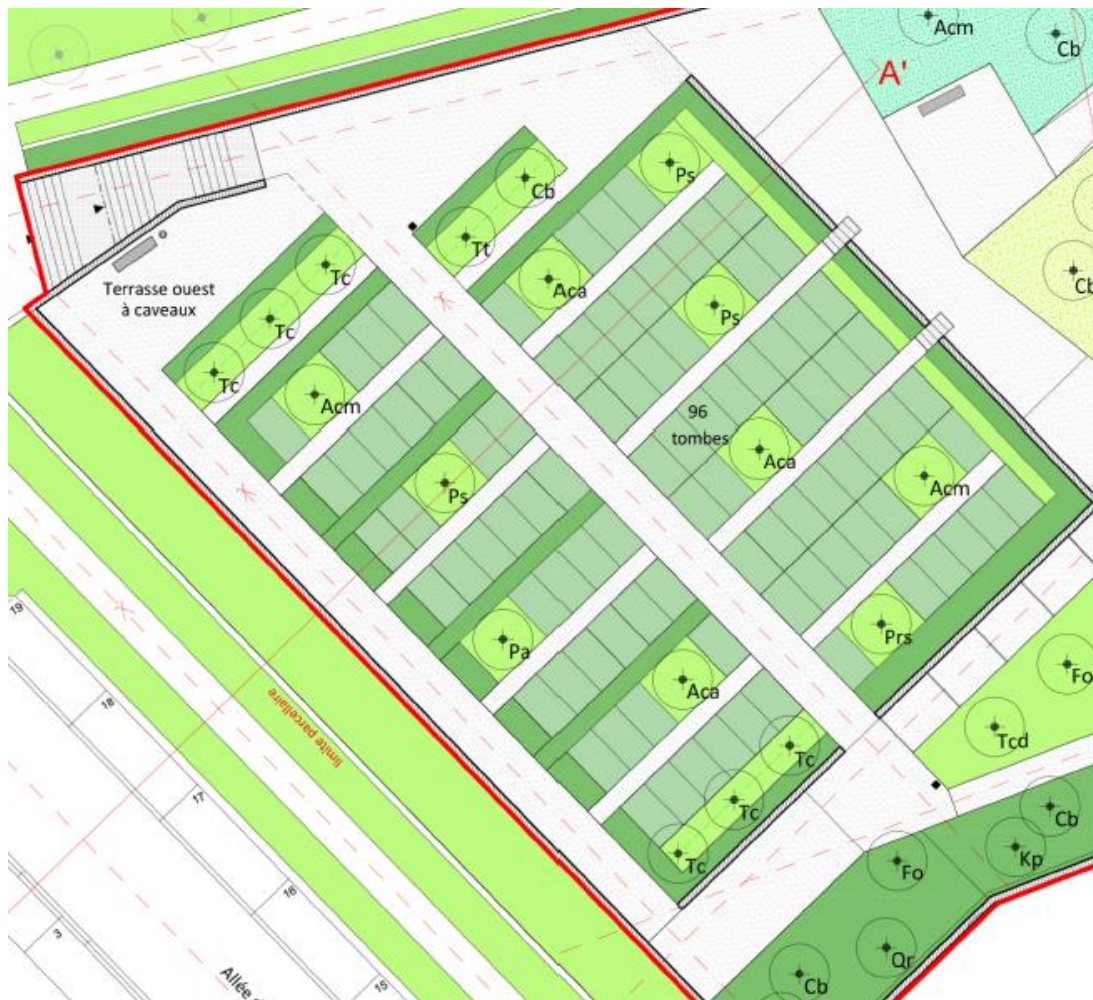 Acm
Cb
A'
Ps
Cb
Tt
Cb
Tc
Aca
Terrasse ouest
à caveaux
Ps
Tc
Tc
Acm
96
tombes
Aca
Ps
Acm
19
Pa
Prs
Fo
Aca
18
limite parcellaire
Tcd
Tc
17
Tc
Cb
Tc
Fo
Kp
16
3
Qr
Allée
Cb
15